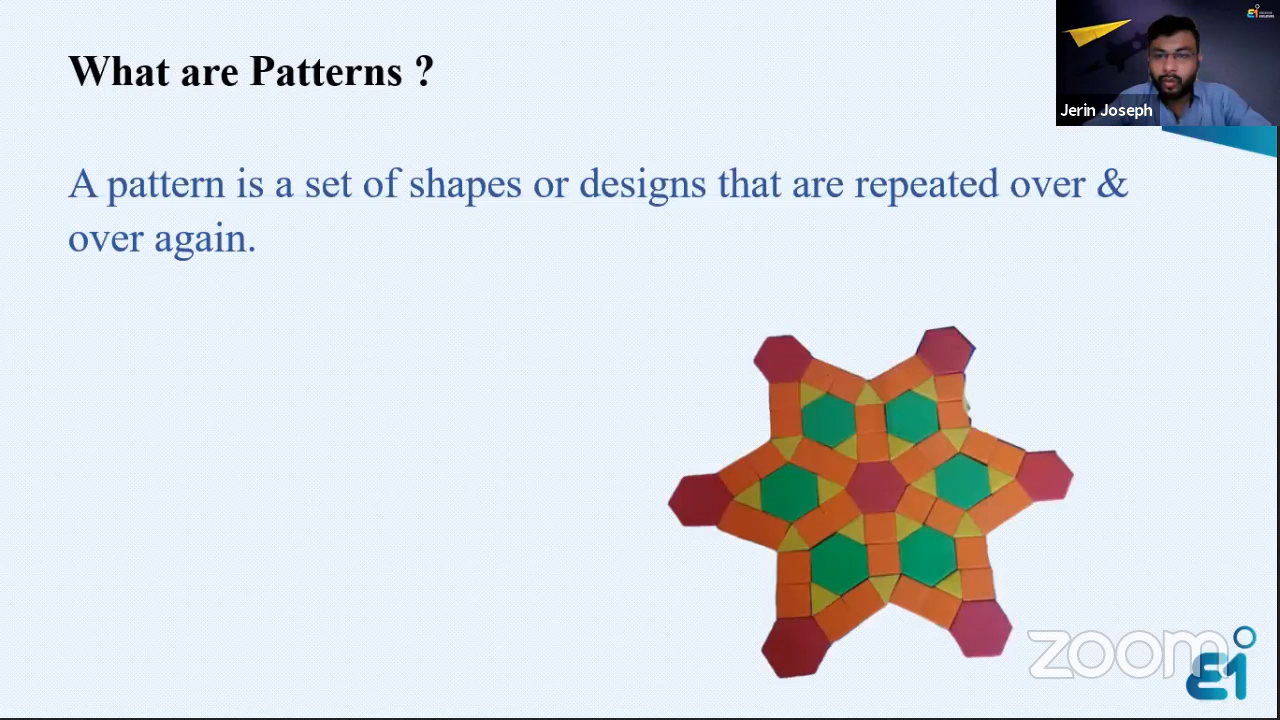 What are Patterns ?
Jerin Joseph
A pattern is a set of shapes or designs that are repeated over &
over again.
zoom
Ei